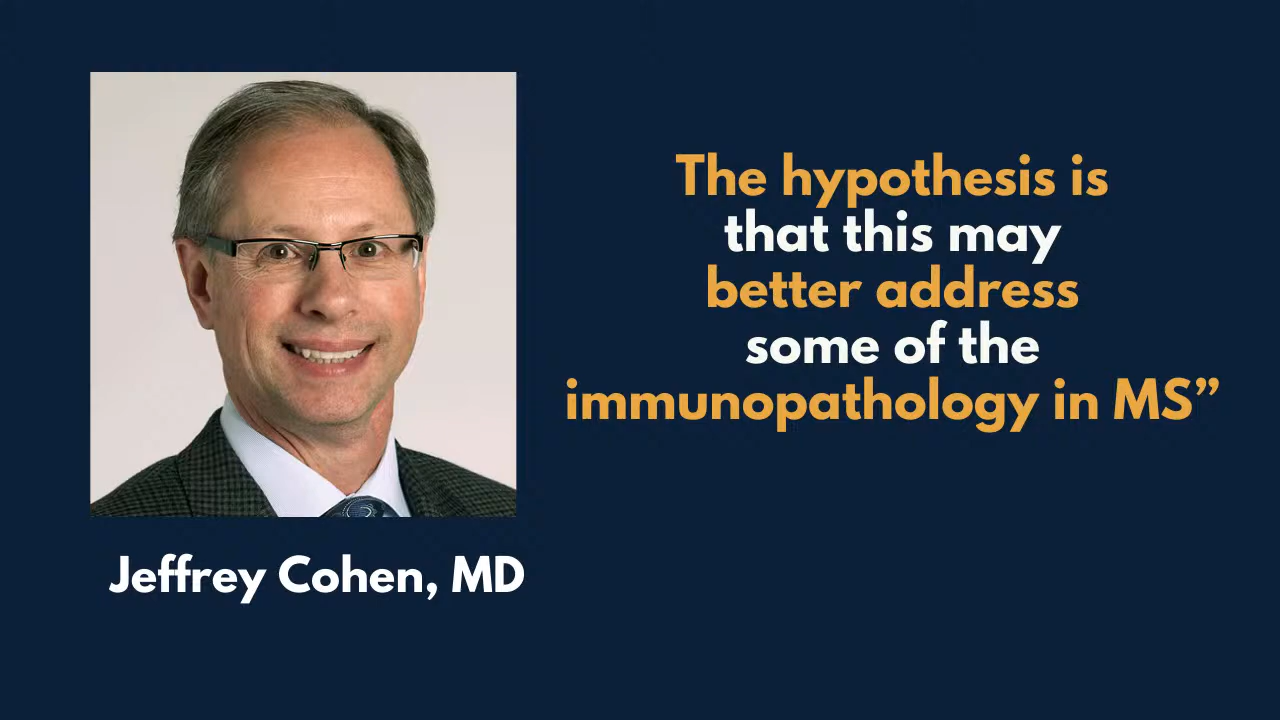 The hypothesis is
that this may
better address
some of the
immunopathology in MS”
Jeffrey Cohen, MD